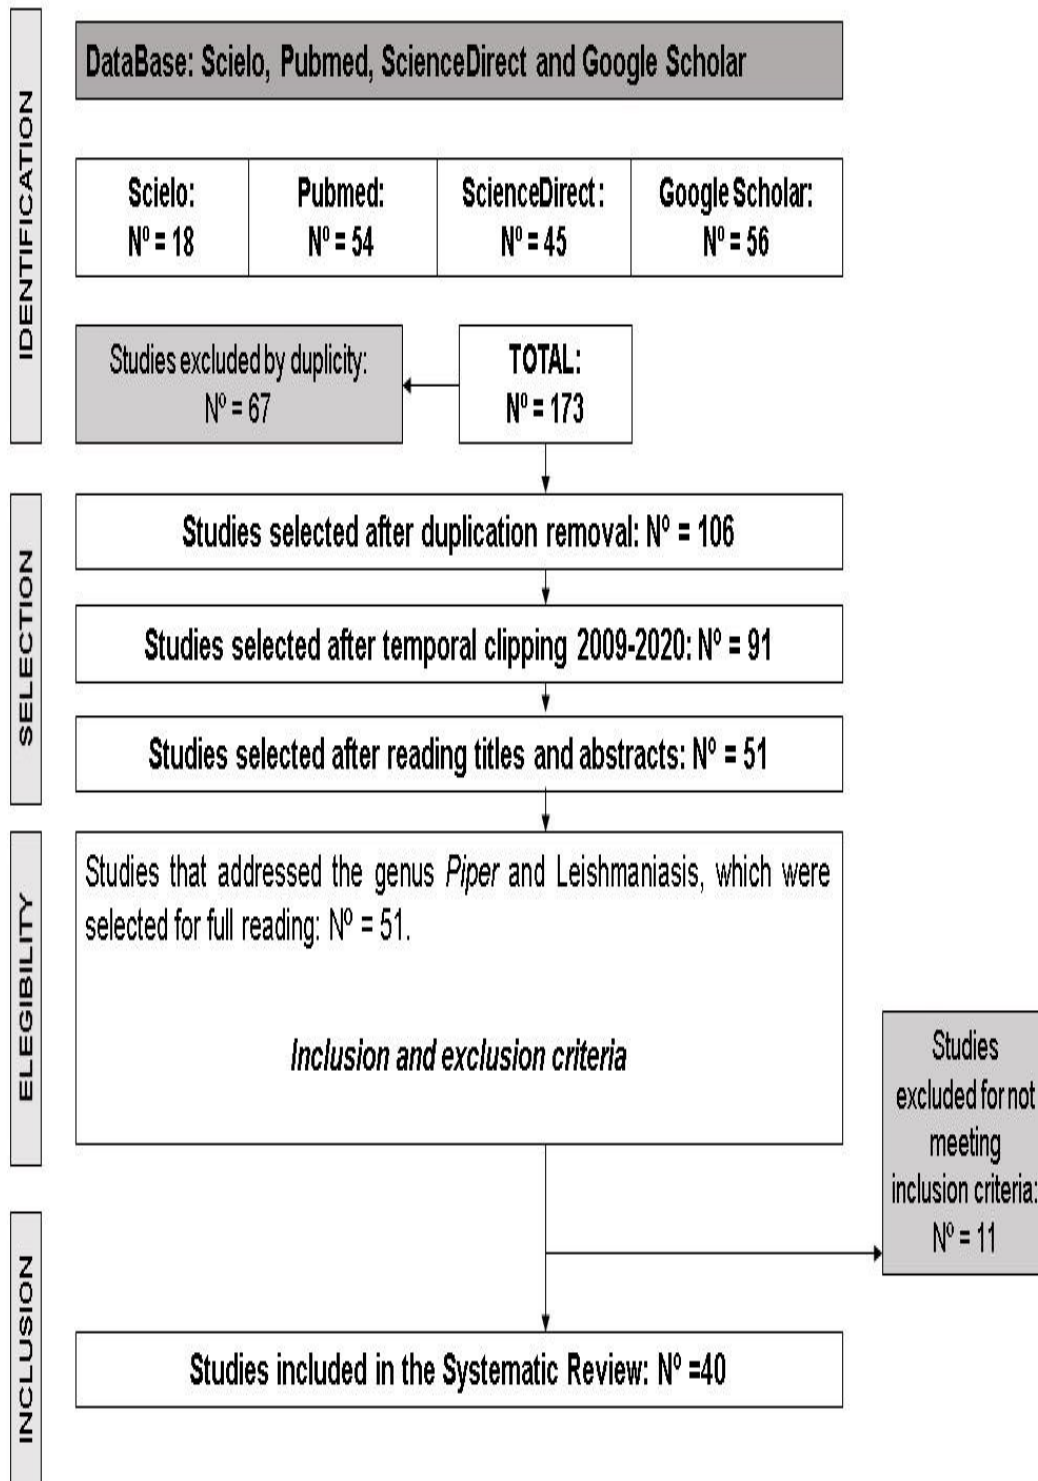 IDENTIFICATION
DataBase: Scielo, Pubmed, ScienceDirect and Google Scholar
Scielo:
Nº = 18
Pubmed:
Nº = 54
ScienceDirect:
Nº = 45
Google Scholar:
Nº = 56
Studies excluded by duplicity:
Nº = 67
TOTAL:
Nº = 173
SELECTION
Studies selected after duplication removal: Nº = 106
Studies selected after temporal clipping 2009-2020: Nº = 91
Studies selected after reading titles and abstracts: Nº = 51
ELEGIBILITY
Studies that addressed the genus Piper and Leishmaniasis, which were
selected for full reading: Nº = 51.
Inclusion and exclusion criteria
Studies
excluded for not
meeting
inclusion criteria:
Nº = 11
INCLUSION
Studies included in the Systematic Review: Nº =40